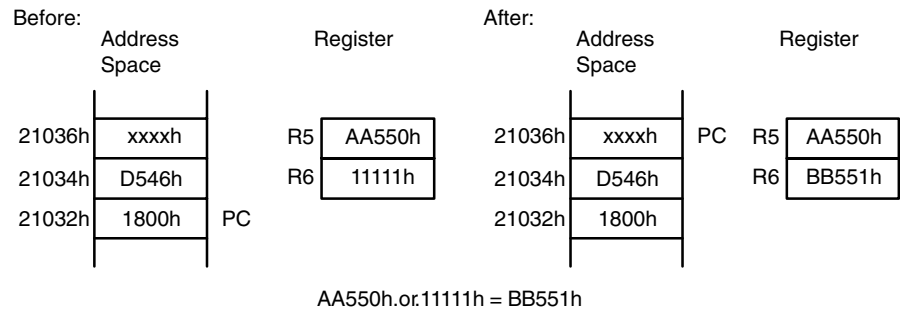 Before:
Address Space
Register
21036h xxxxh
R5 AA550h
21034h D546h
R6 11111h
21032h 1800h PC
After:
Address Space
Register
21036h xxxxh PC
R5 AA550h
21034h D546h
R6 BB551h
21032h 1800h
AA550h.or.11111h = BB551h